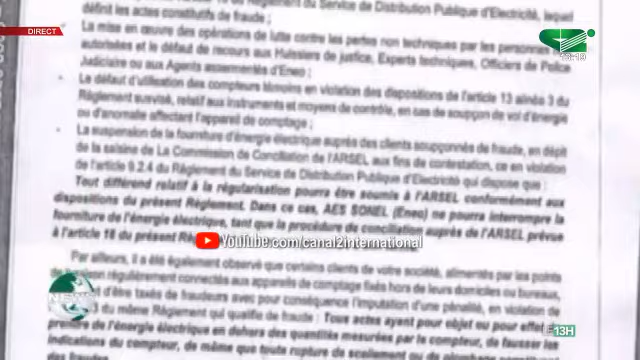 du Règlement du Service de Distribution Publique d'Electricité, lequel
définit les actes constitutifs de fraude ;
DIRECT
La mise en œuvre des opérations de lutte contre les pertes non techniques par les
autorisées et le défaut de recours aux Huissiers de justice, Experts techniques, Officiers de Police
Judiciaire ou aux Agents assermentés d'Eneo ;
13:19
Le défaut d'utilisation des compteurs témoins en violation des dispositions de l'article 13 alinéa 3 du
Règlement susvisé, relatif aux instruments et moyens de contrôle, en cas de soupçon de vol d'énergie
ou d'anomalie affectant l'appareil de comptage ;
La suspension de la fourniture d'énergie électrique auprès des clients soupçonnés de fraude, en dépit
de la saisine de La Commission de Conciliation de l'ARSEL aux fins de contestation, ce en violation
de l'article 9.2.4 du Règlement du Service de Distribution Publique d'Electricité qui dispose que :
Tout différend relatif à la régularisation pourra être soumis à l'ARSEL conformément aux
dispositions du présent Règlement. Dans ce cas, AES SONEL (Eneo) ne pourra interrompre la
fourniture de l'énergie électrique, tant que la procédure de conciliation auprès de l'ARSEL prévue
à l'article 18 du présent
YouTube.com/canal2international
Par ailleurs, il a été également observé que certains clients de votre société, alimentés par les points
de régulièrement connectés aux appareils de comptage fixés hors de leurs domiciles ou bureaux,
d'être taxés de fraudeurs avec pour conséquence l'imputation d'une pénalité, en violation de
3 du même Règlement qui qualifie de fraude : Tous actes ayant pour objet ou pour effet
NEWS
13H
prendre de l'énergie électrique en dehors des quantités mesurées par le compteur, de fausser les
indications du compteur, de même que toute rupture de scellement ou de
des fraudes